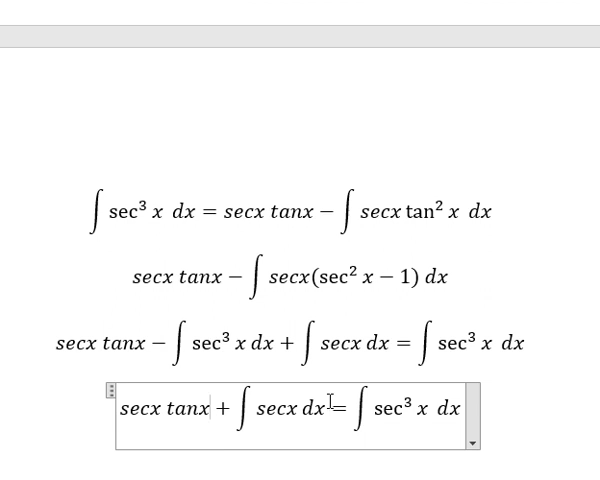 ∫ sec³ x dx = secx tanx − ∫ secx tan² x dx
secx tanx − ∫ secx(sec² x − 1) dx
secx tanx − ∫ sec³ x dx + ∫ secx dx = ∫ sec³ x dx
secx tanx + ∫ secx dx = ∫ sec³ x dx